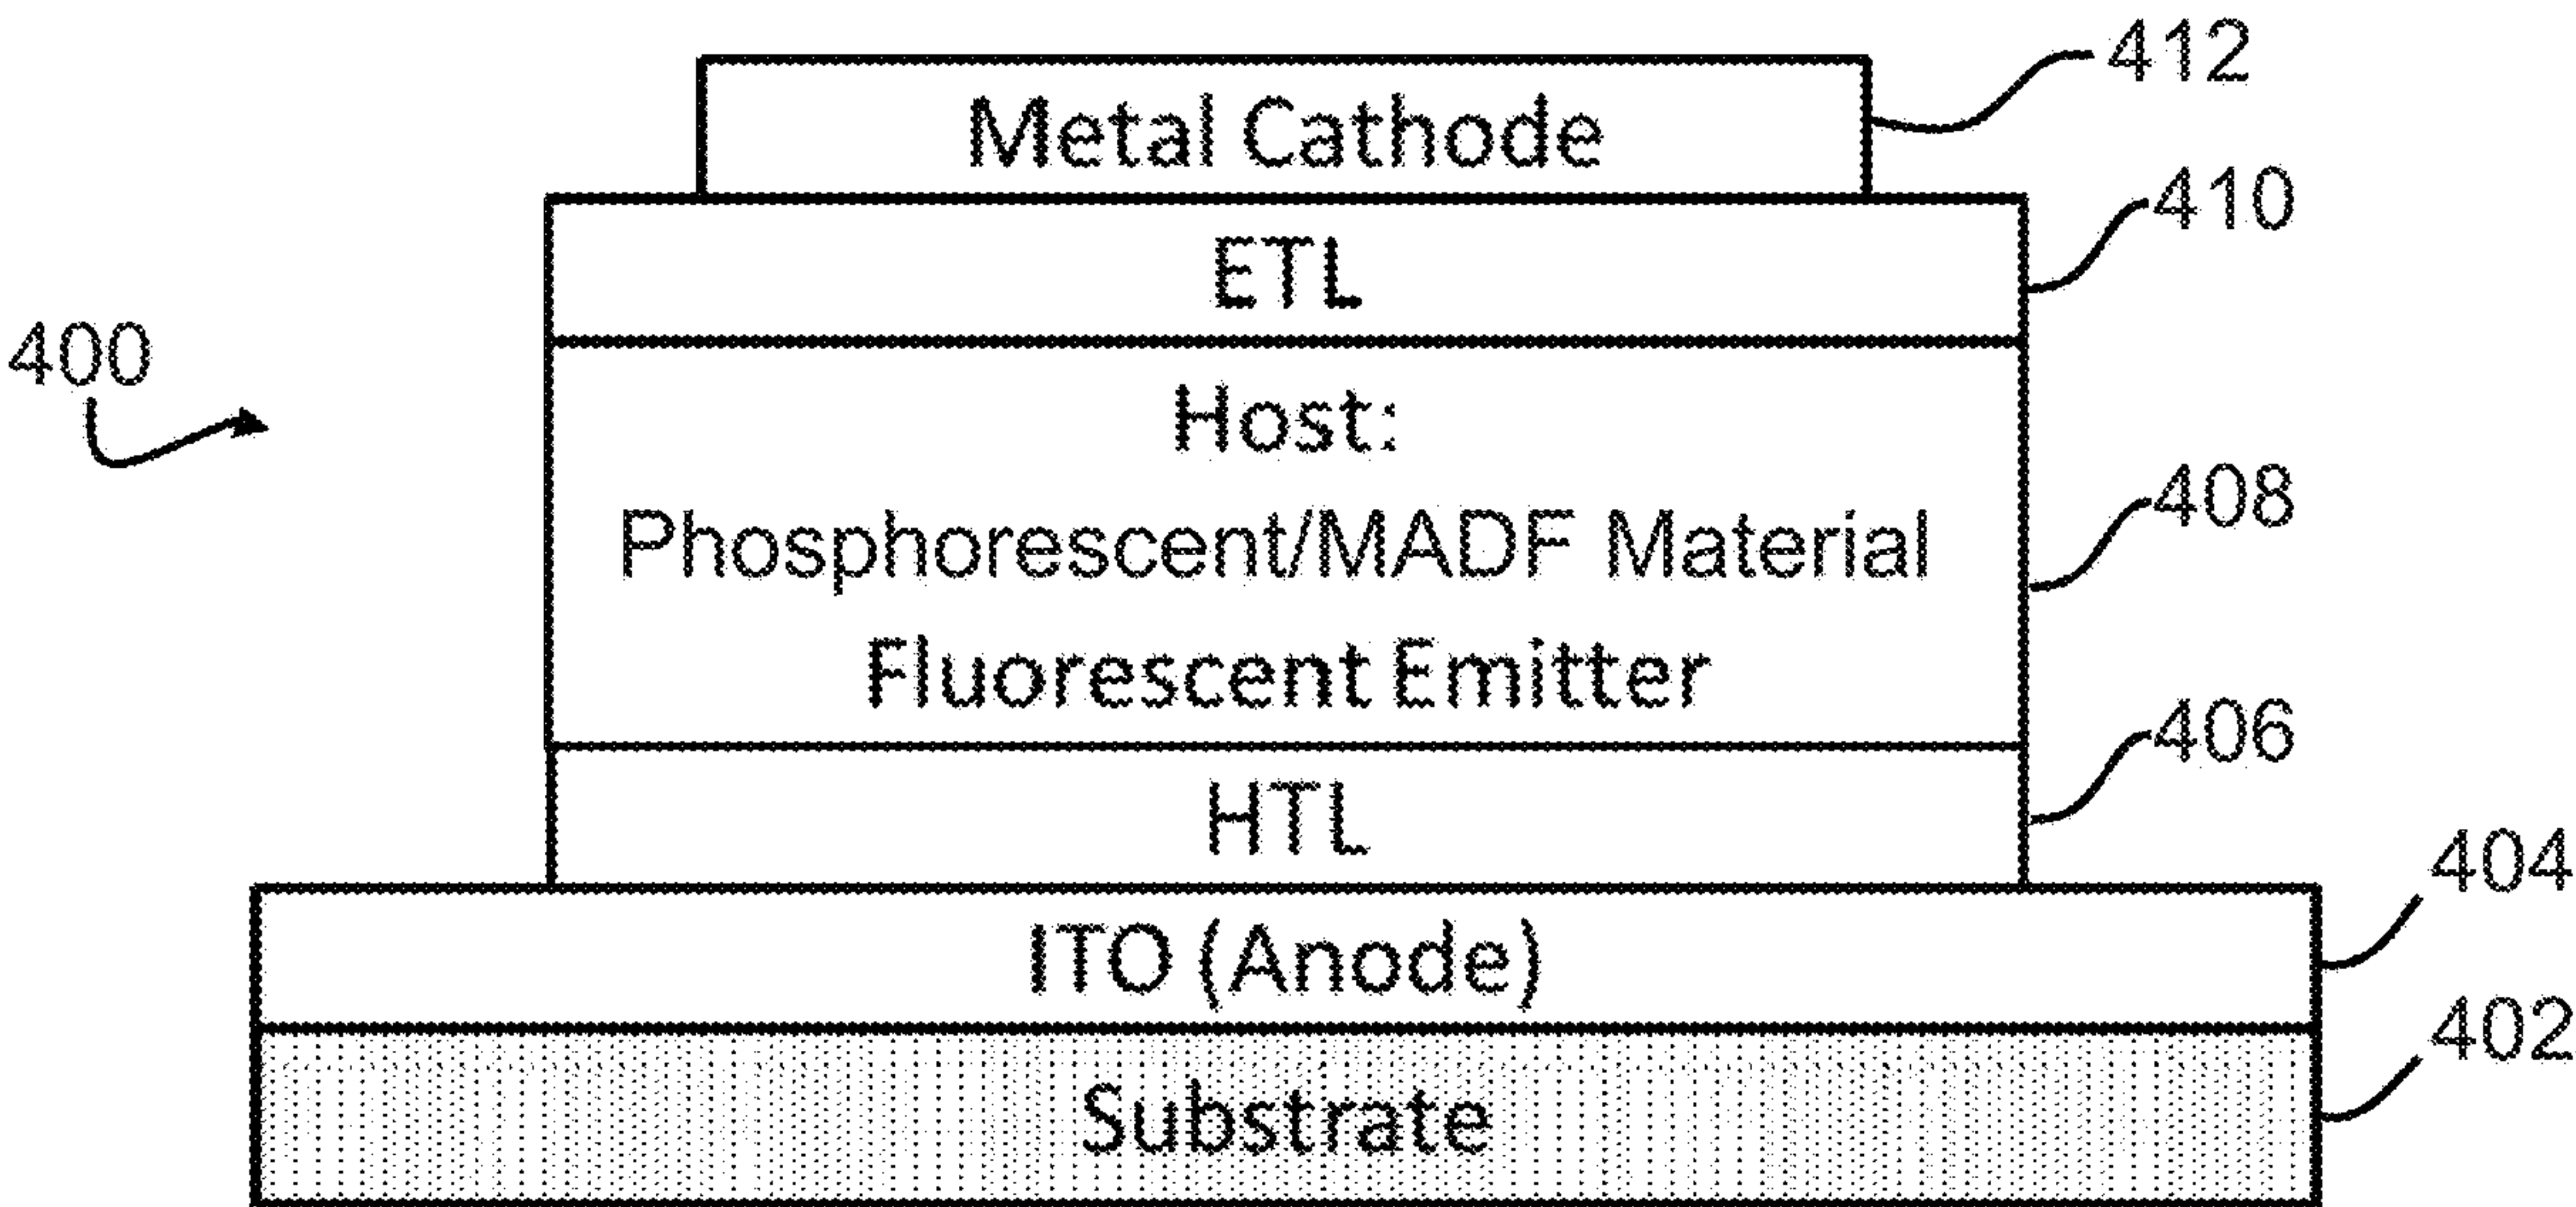 412
Metal Cathode
410
ETL
400
Host:
408
Phosphorescent/MADF Material
Fluorescent Emitter
406
HTL
404
ITO (Anode)
402
Substrate